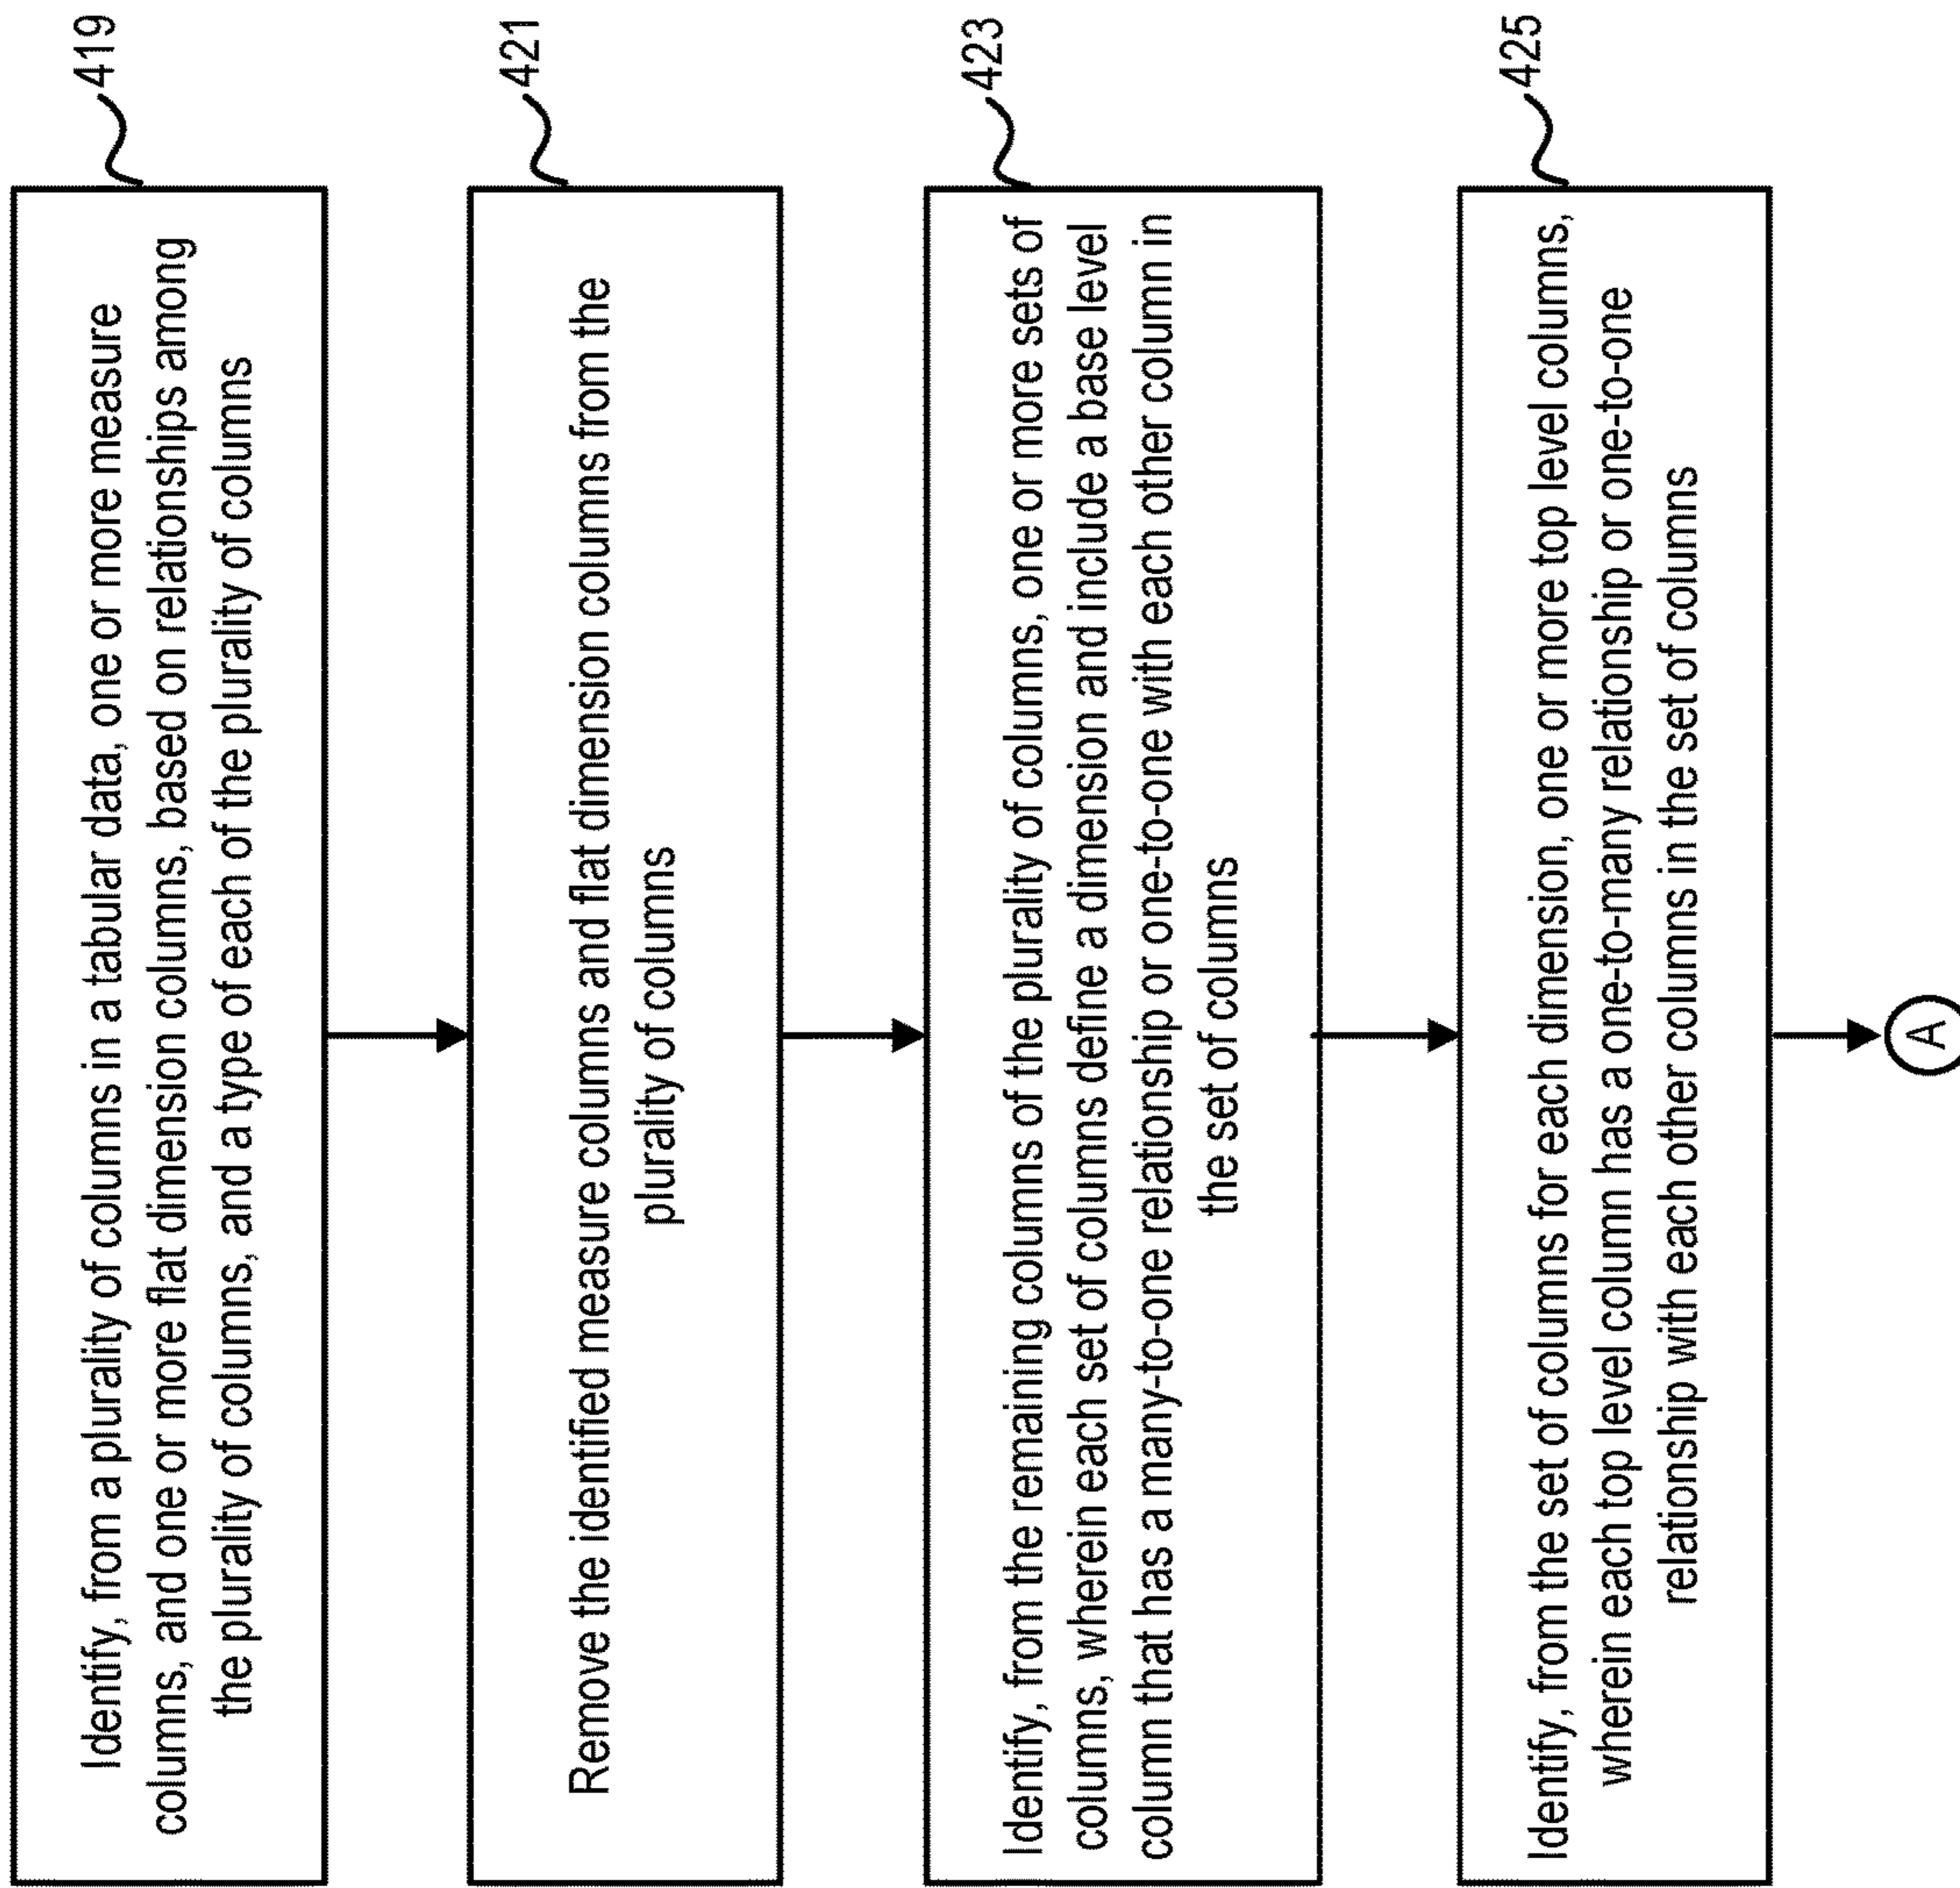 419
Identify, from a plurality of columns in a tabular data, one or more measure
columns, and one or more flat dimension columns, based on relationships among
the plurality of columns, and a type of each of the plurality of columns
421
Remove the identified measure columns and flat dimension columns from the
plurality of columns
423
Identify, from the remaining columns of the plurality of columns, one or more sets of
columns, wherein each set of columns define a dimension and include a base level
column that has a many-to-one relationship or one-to-one with each other column in
the set of columns
425
Identify, from the set of columns for each dimension, one or more top level columns,
wherein each top level column has a one-to-many relationship or one-to-one
relationship with each other columns in the set of columns
A